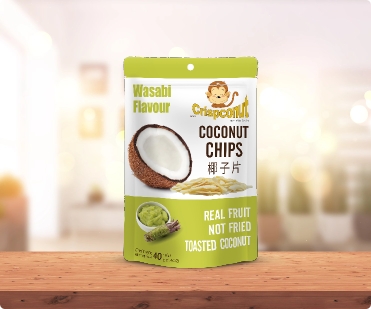 Wasabi
Flavour
Crispconut
COCONUT
CHIPS
椰子片
REAL FRUIT
NOT FRIED
TOASTED COCONUT
40